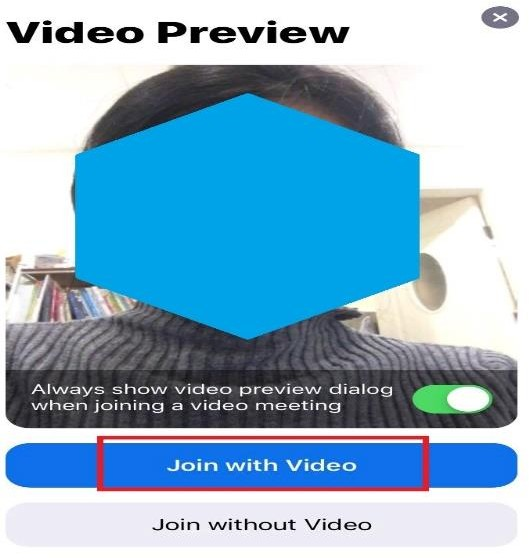 Video Preview
Always show video preview dialog
when joining a video meeting
Join with Video
Join without Video